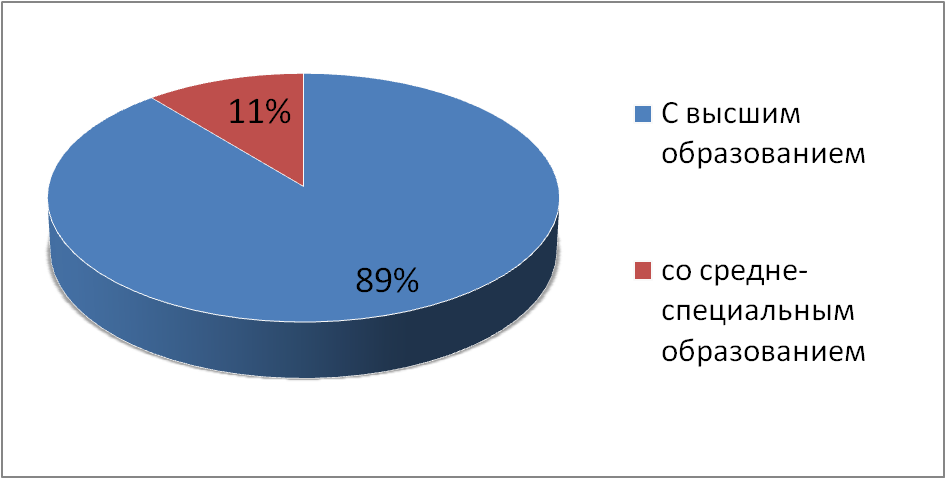 11%
89%
С высшим
образованием
со средне-
специальным
образованием